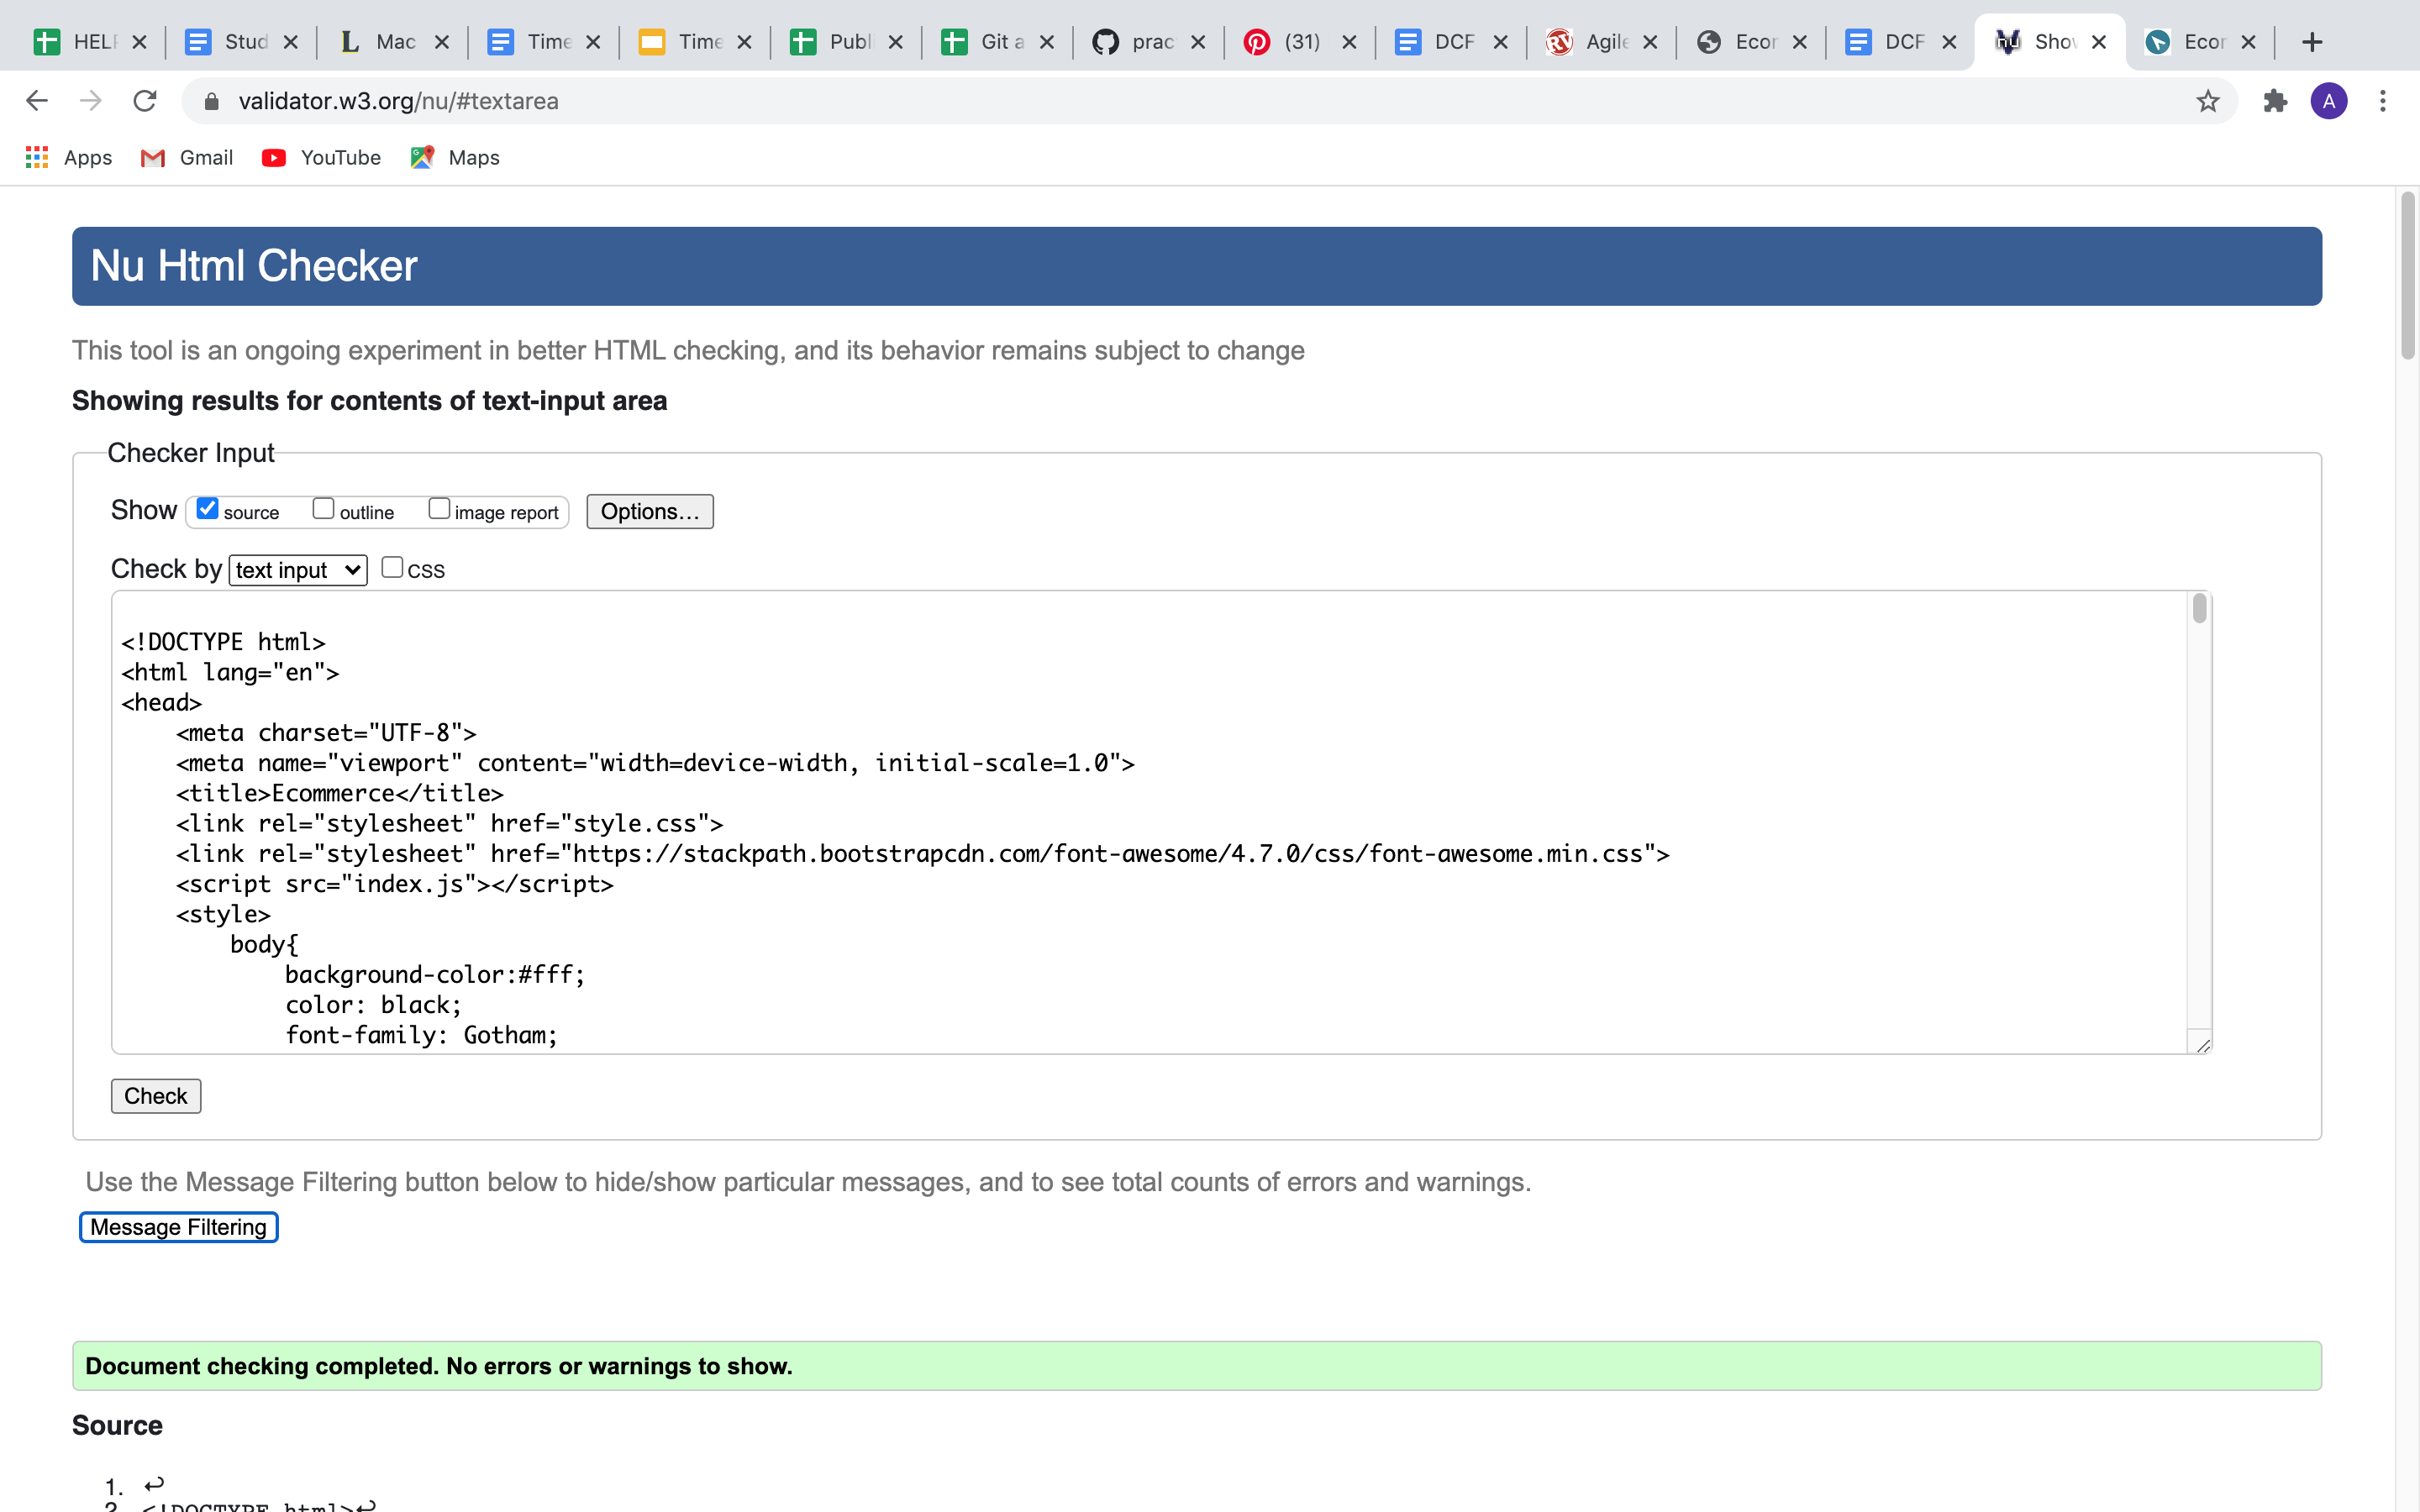 HELP Stud Mac Time Time Publ Git a prac (31) DCF Agile Ecor DCF Show Ecor
validator.w3.org/nu/#textarea A
Apps Gmail YouTube Maps
Nu Html Checker
This tool is an ongoing experiment in better HTML checking, and its behavior remains subject to change
Showing results for contents of text-input area
Checker Input
Show source outline image report Options...
Check by text input css
<!DOCTYPE html>
<html lang="en">
<head>
<meta charset="UTF-8">
<meta name="viewport" content="width=device-width, initial-scale=1.0">
<title>Ecommerce</title>
<link rel="stylesheet" href="style.css">
<link rel="stylesheet" href="https://stackpath.bootstrapcdn.com/font-awesome/4.7.0/css/font-awesome.min.css">
<script src="index.js"></script>
<style>
body{
background-color:#fff;
color: black;
font-family: Gotham;
Check
Use the Message Filtering button below to hide/show particular messages, and to see total counts of errors and warnings.
Message Filtering
Document checking completed. No errors or warnings to show.
Source
1. ↩
2. <!DOCTYPE html>↩